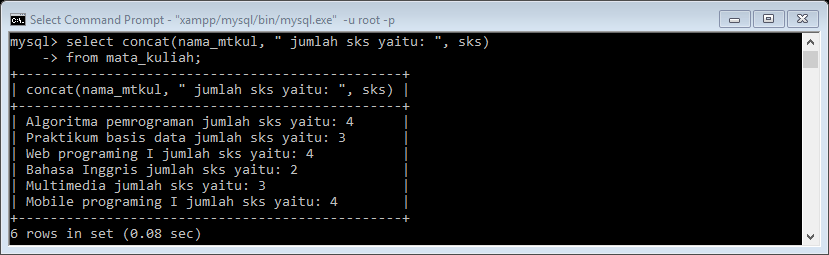 Select Command Prompt - "xampp/mysql/bin/mysql.exe" -u root -p
mysql> select concat(nama_mtkul, " jumlah sks yaitu: ", sks)
    -> from mata_kuliah;
+------------------------------------------------+
| concat(nama_mtkul, " jumlah sks yaitu: ", sks) |
+------------------------------------------------+
| Algoritma pemrograman jumlah sks yaitu: 4      |
| Praktikum basis data jumlah sks yaitu: 3       |
| Web programing I jumlah sks yaitu: 4           |
| Bahasa Inggris jumlah sks yaitu: 2             |
| Multimedia jumlah sks yaitu: 3                 |
| Mobile programing I jumlah sks yaitu: 4        |
+------------------------------------------------+
6 rows in set (0.08 sec)